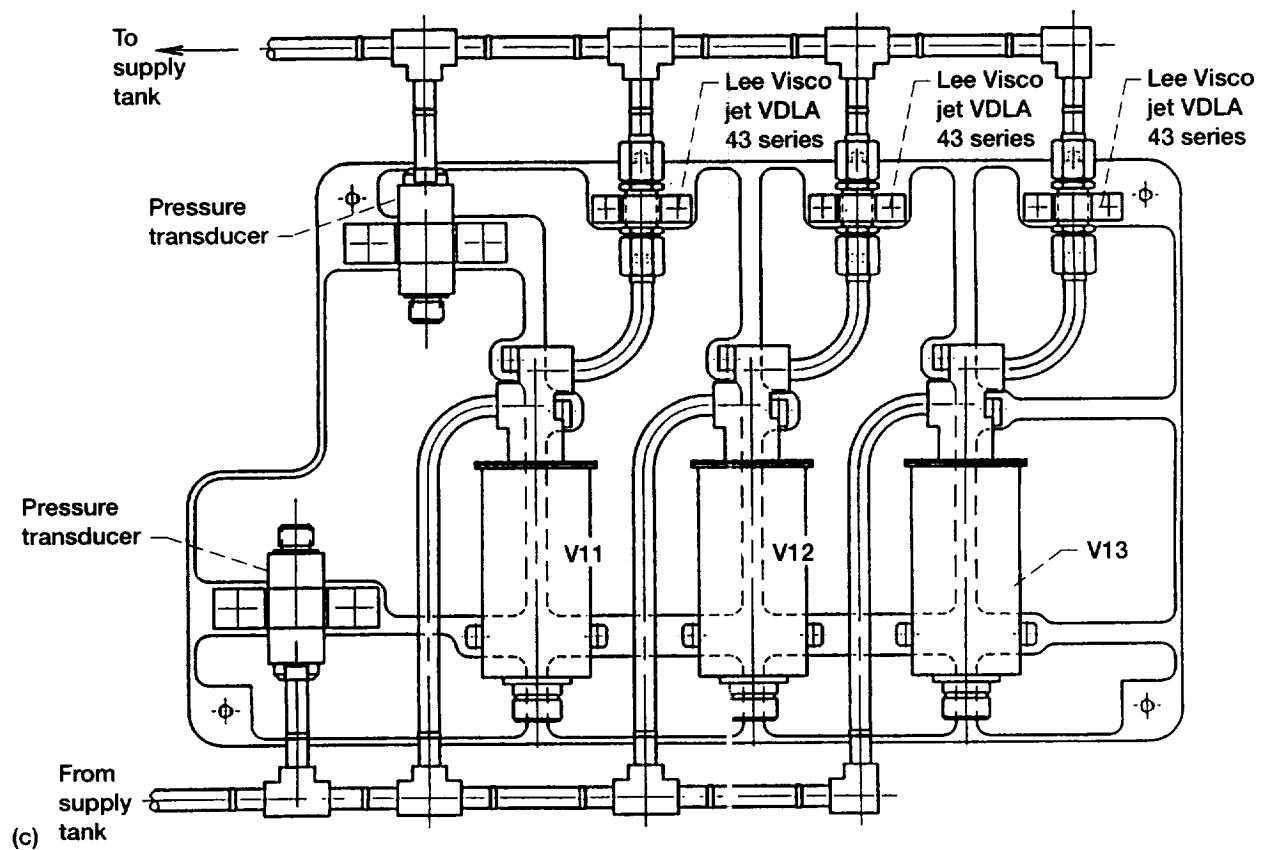 To
supply
tank
Lee Visco
jet VDLA
43 series
Lee Visco
jet VDLA
43 series
Lee Visco
jet VDLA
43 series
Pressure
transducer
Pressure
transducer
V11
V12
V13
From
supply
tank
(c)